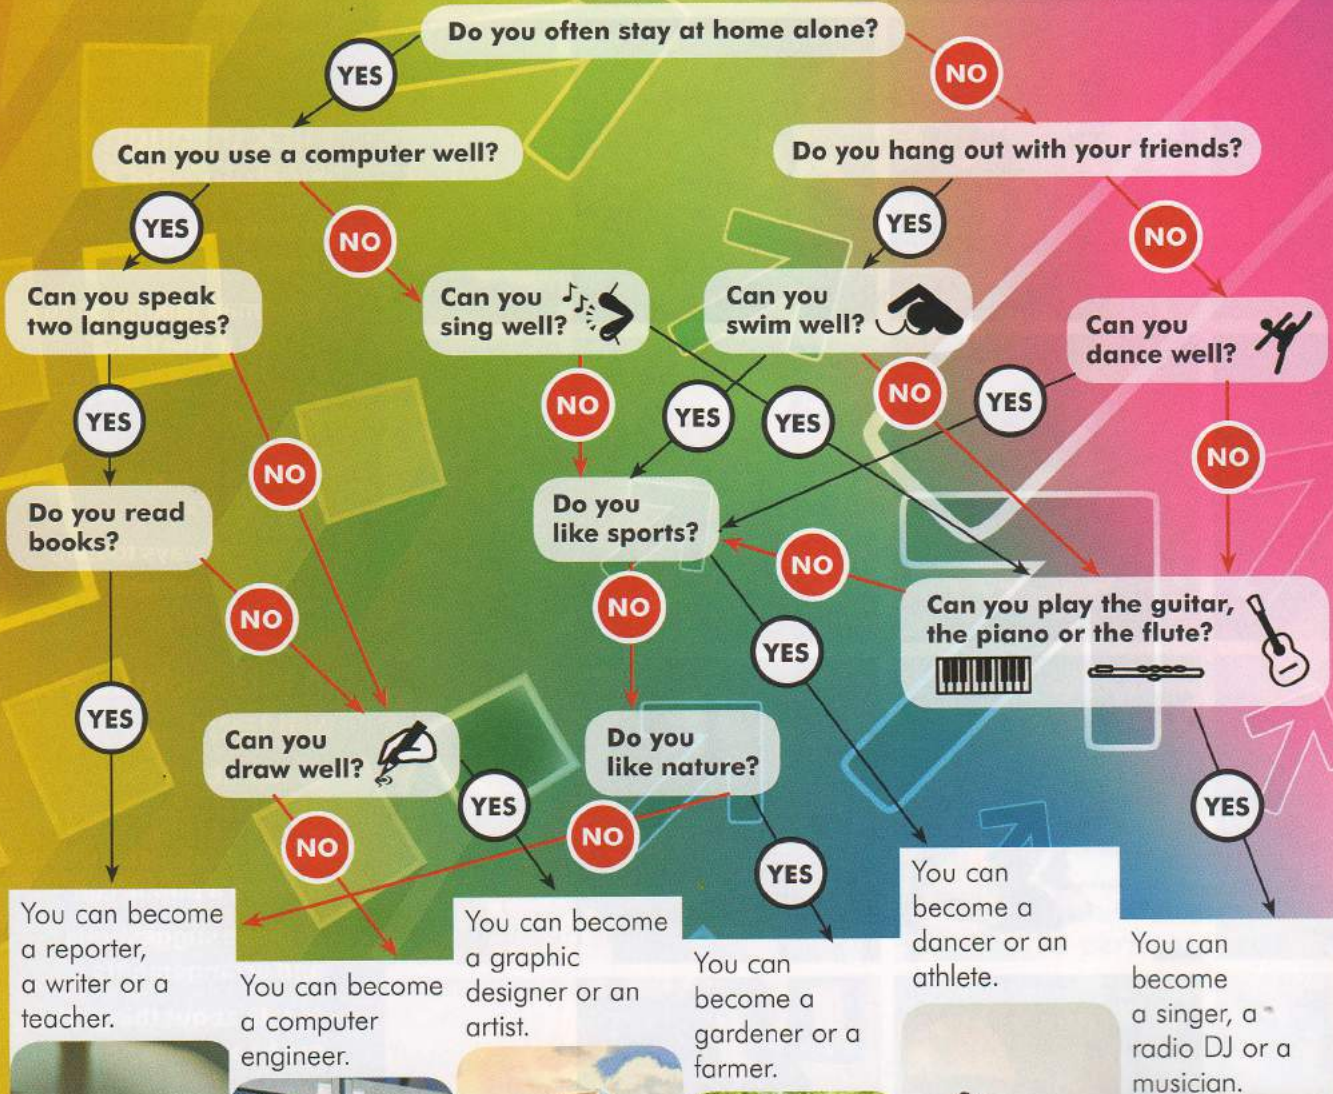 Do you often stay at home alone?
YES
NO
Can you use a computer well?
Do you hang out with your friends?
YES
NO
YES
NO
Can you speak
two languages?
Can you
sing well?
Can you
swim well?
Can you
dance well?
YES
NO
NO
YES
YES
NO
YES
NO
Do you read
books?
Do you
like sports?
NO
Can you play the guitar,
the piano or the flute?
NO
NO
YES
YES
Can you
draw well?
Do you
like nature?
YES
NO
NO
YES
YES
You can become
a reporter,
a writer or a
teacher.
You can become
a computer
engineer.
You can become
a graphic
designer or an
artist.
You can
become a
gardener or a
farmer.
You can
become a
dancer or an
athlete.
You can
become
a singer, a
radio DJ or a
musician.